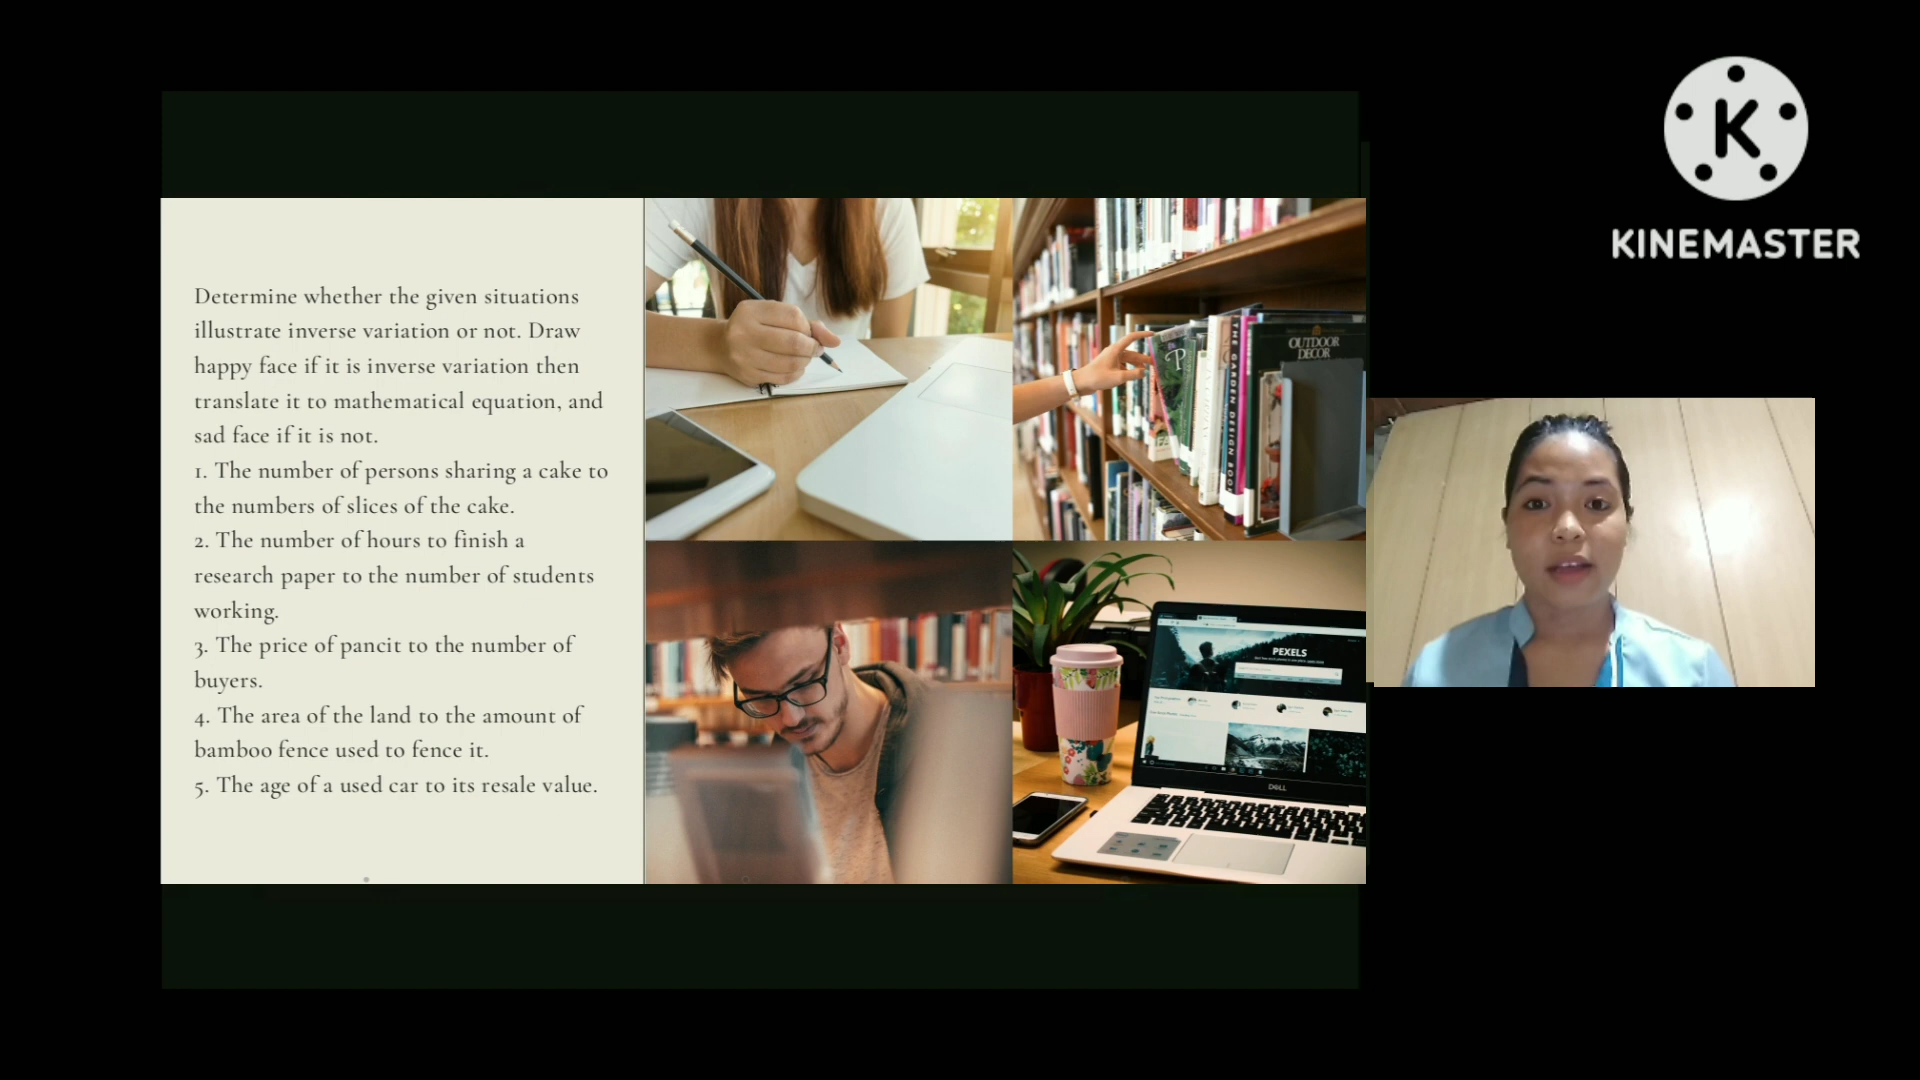 Determine whether the given situations
illustrate inverse variation or not. Draw
happy face if it is inverse variation then
translate it to mathematical equation, and
sad face if it is not.
1. The number of persons sharing a cake to
the numbers of slices of the cake.
2. The number of hours to finish a
research paper to the number of students
working.
3. The price of pancit to the number of
buyers.
4. The area of the land to the amount of
bamboo fence used to fence it.
5. The age of a used car to its resale value.
OUTDOOR
DECOR
P
THE GARDEN DESIGN BOOK
PEXELS
DELL
K
KINEMASTER